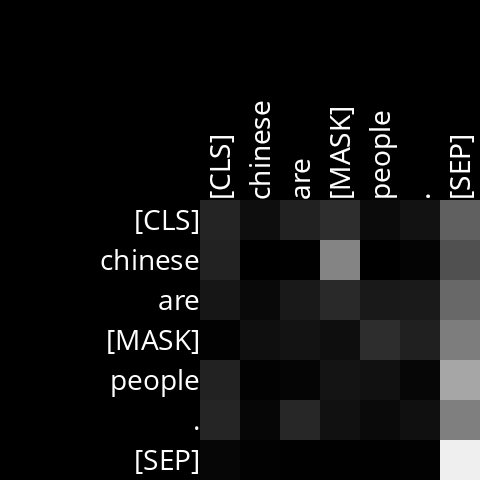 [CLS] chinese are [MASK] people . [SEP]
[CLS]
chinese
are
[MASK]
people
.
[SEP]